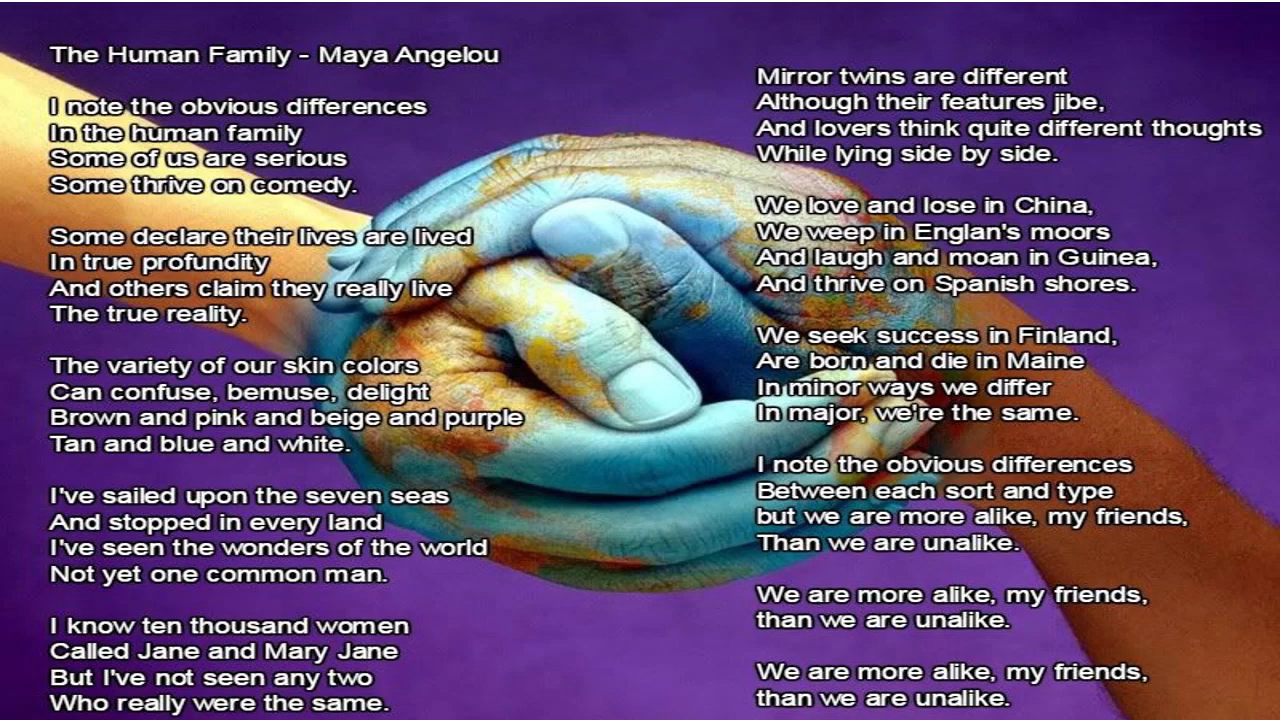 The Human Family - Maya Angelou
I note the obvious differences
In the human family
Some of us are serious
Some thrive on comedy.
Some declare their lives are lived
In true profundity
And others claim they really live
The true reality.
The variety of our skin colors
Can confuse, bemuse, delight
Brown and pink and beige and purple
Tan and blue and white.
I've sailed upon the seven seas
And stopped in every land
I've seen the wonders of the world
Not yet one common man.
I know ten thousand women
Called Jane and Mary Jane
But I've not seen any two
Who really were the same.
Mirror twins are different
Although their features jibe,
And lovers think quite different thoughts
While lying side by side.
We love and lose in China,
We weep in Englan's moors
And laugh and moan in Guinea,
And thrive on Spanish shores.
We seek success in Finland,
Are born and die in Maine
In minor ways we differ
In major, we're the same.
I note the obvious differences
Between each sort and type
but we are more alike, my friends,
Than we are unalike.
We are more alike, my friends,
than we are unalike.
We are more alike, my friends,
than we are unalike.